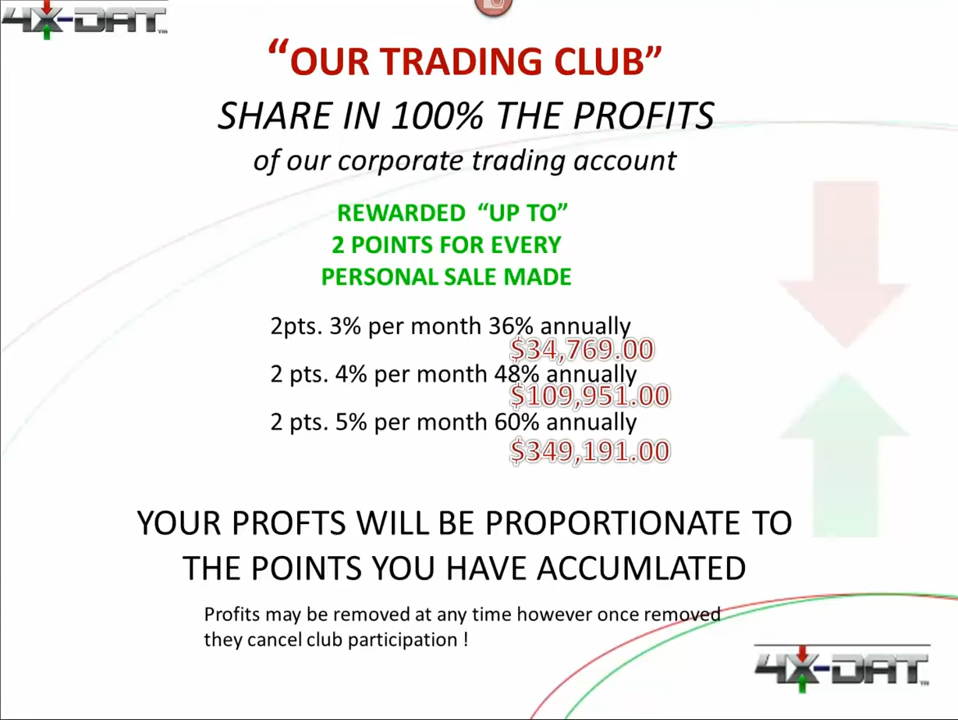 4X-DAT
"OUR TRADING CLUB"
SHARE IN 100% THE PROFITS
of our corporate trading account
REWARDED "UP TO"
2 POINTS FOR EVERY
PERSONAL SALE MADE
2pts. 3% per month 36% annually
$34,769.00
2 pts. 4% per month 48% annually
$109,951.00
2 pts. 5% per month 60% annually
$349,191.00
YOUR PROFTS WILL BE PROPORTIONATE TO
THE POINTS YOU HAVE ACCUMLATED
Profits may be removed at any time however once removed
they cancel club participation !
4X-DAT™